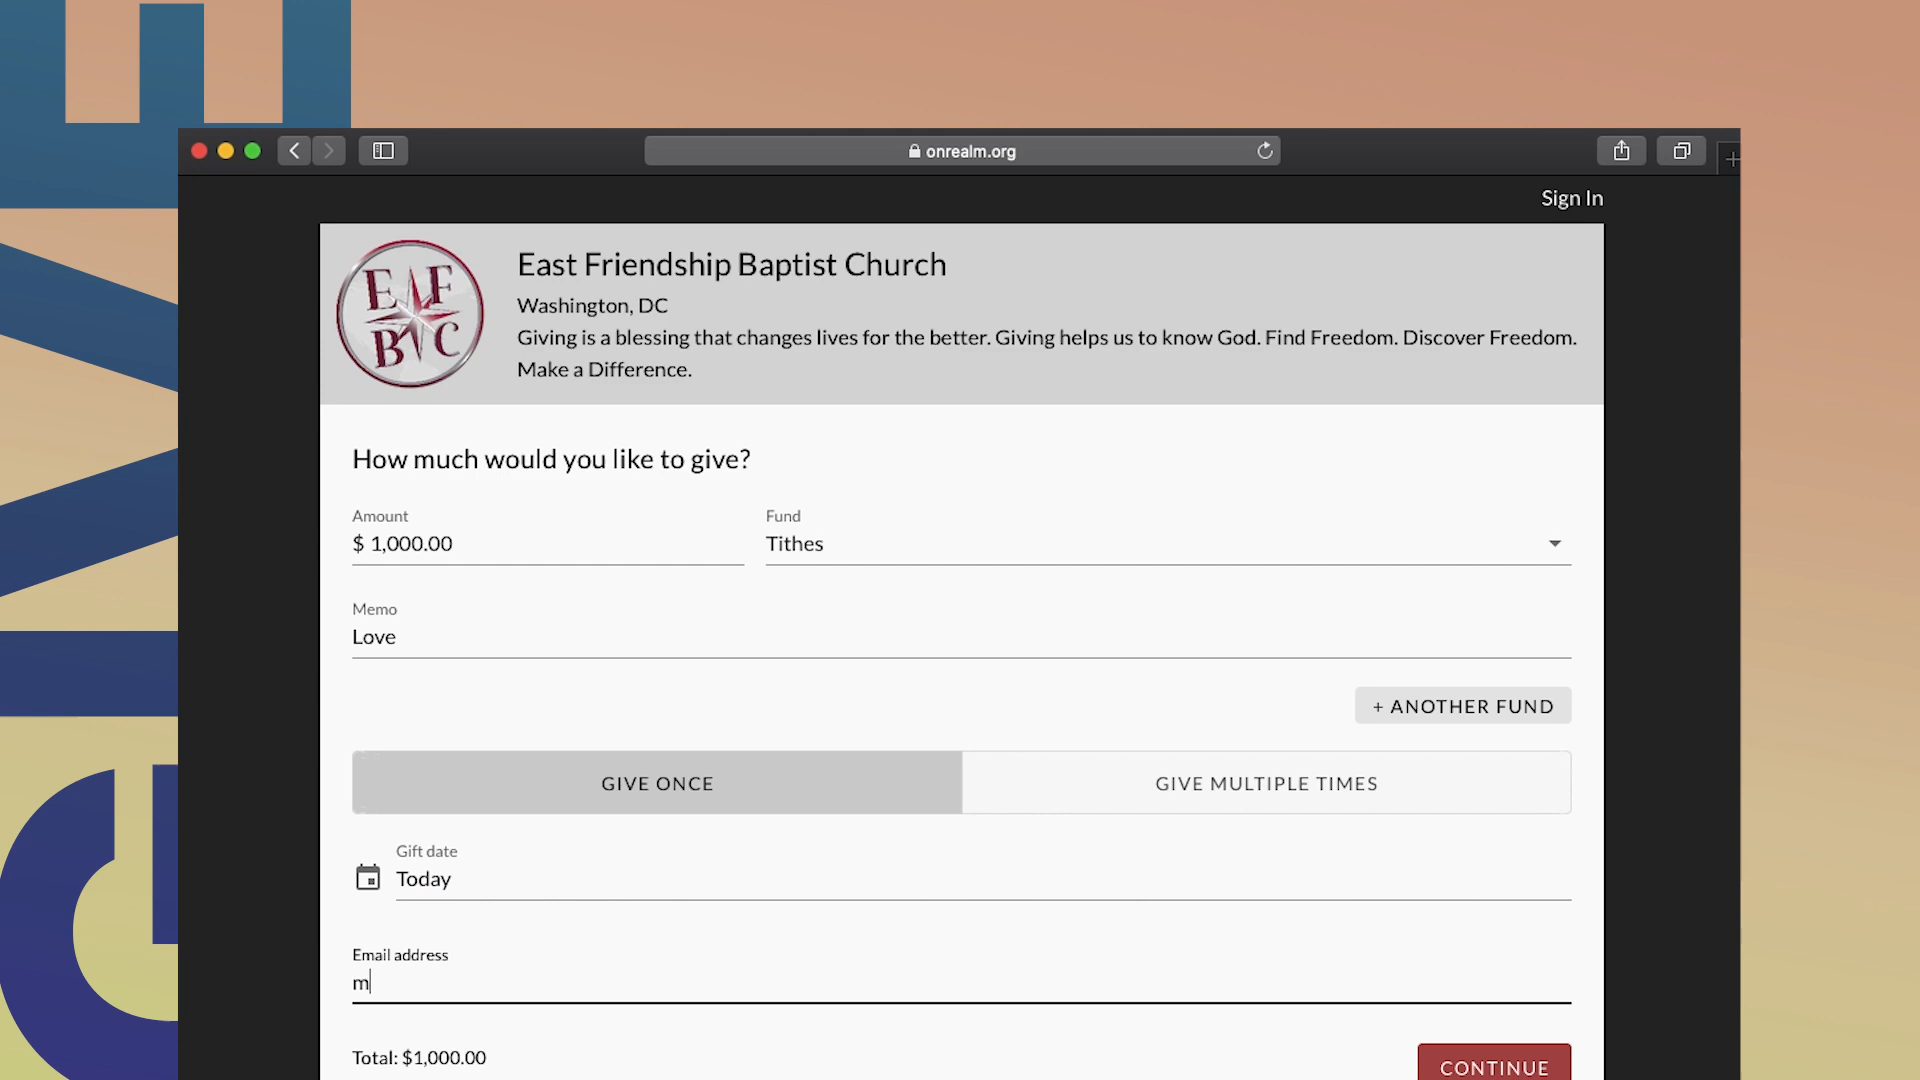 GIVE
onrealm.org
Sign In
E F
B C
East Friendship Baptist Church
Washington, DC
Giving is a blessing that changes lives for the better. Giving helps us to know God. Find Freedom. Discover Freedom.
Make a Difference.
How much would you like to give?
Amount
$ 1,000.00
Fund
Tithes
Memo
Love
+ ANOTHER FUND
GIVE ONCE
GIVE MULTIPLE TIMES
Gift date
Today
Email address
m
Total: $1,000.00
CONTINUE